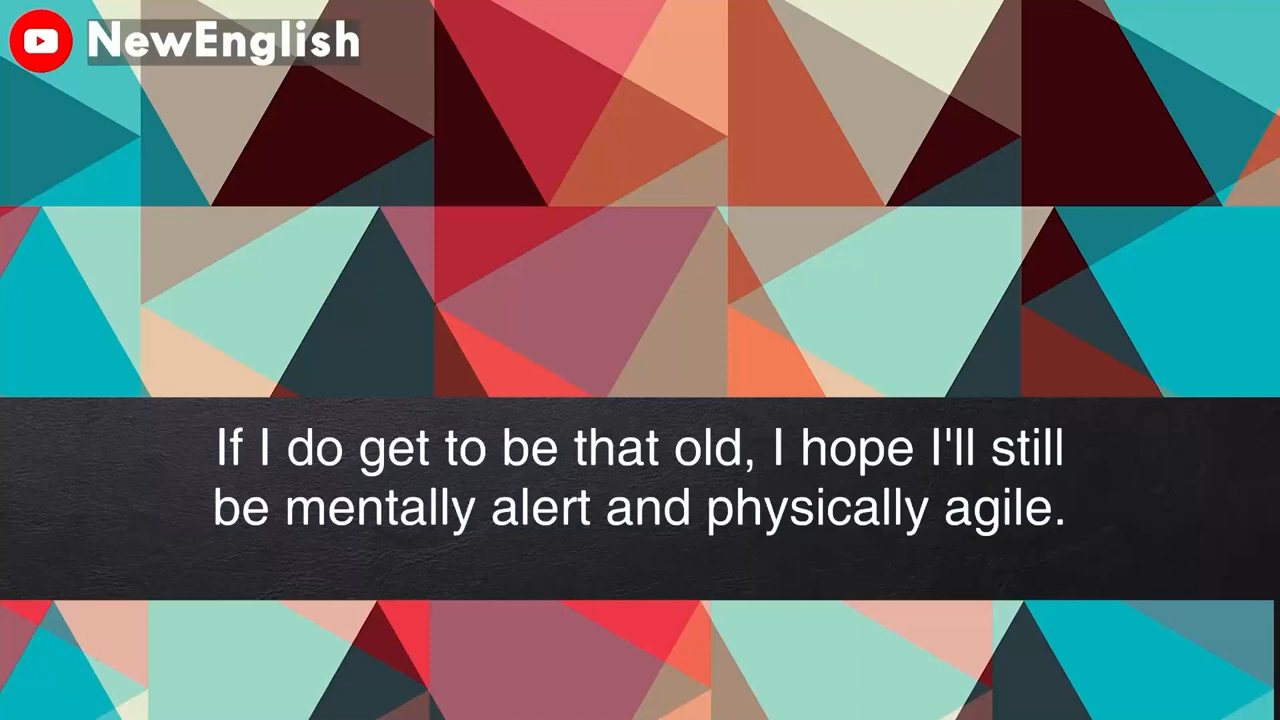 NewEnglish
If I do get to be that old, I hope I'll still
be mentally alert and physically agile.